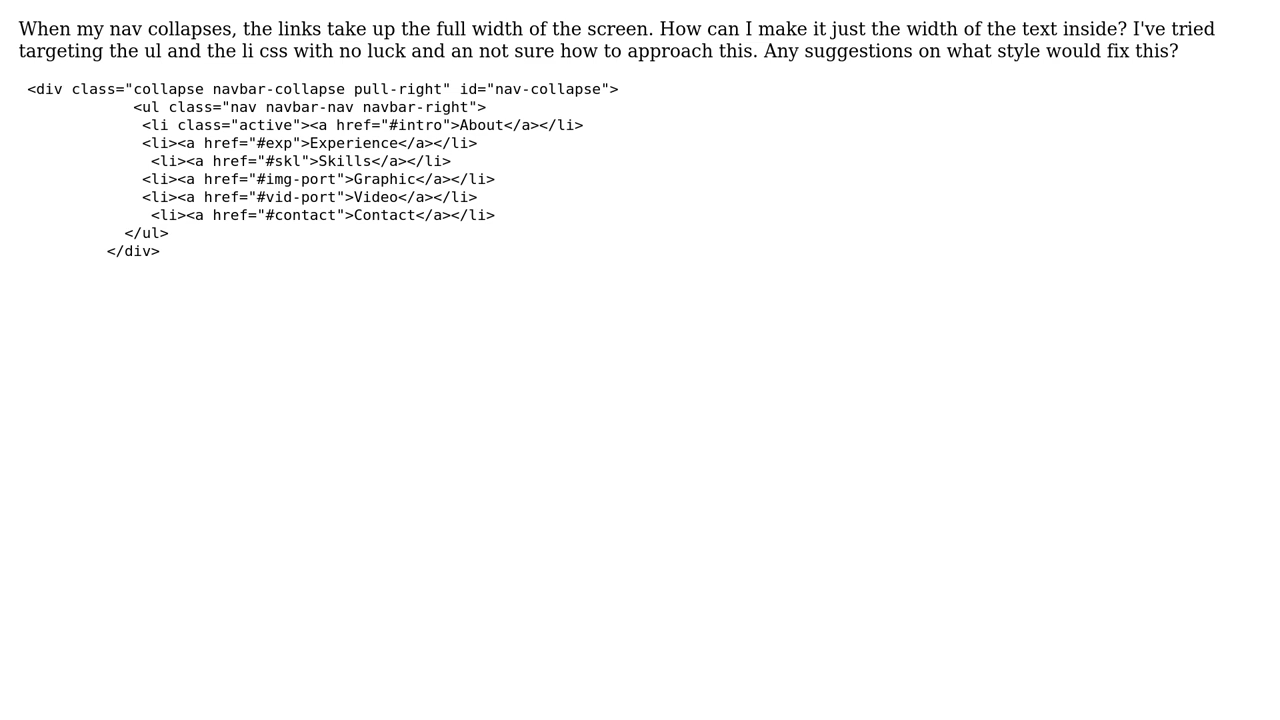 When my nav collapses, the links take up the full width of the screen. How can I make it just the width of the text inside? I've tried
targeting the ul and the li css with no luck and an not sure how to approach this. Any suggestions on what style would fix this?
<div class="collapse navbar-collapse pull-right" id="nav-collapse">
            <ul class="nav navbar-nav navbar-right">
             <li class="active"><a href="#intro">About</a></li>
             <li><a href="#exp">Experience</a></li>
              <li><a href="#skl">Skills</a></li>
             <li><a href="#img-port">Graphic</a></li>
             <li><a href="#vid-port">Video</a></li>
              <li><a href="#contact">Contact</a></li>
           </ul>
         </div>